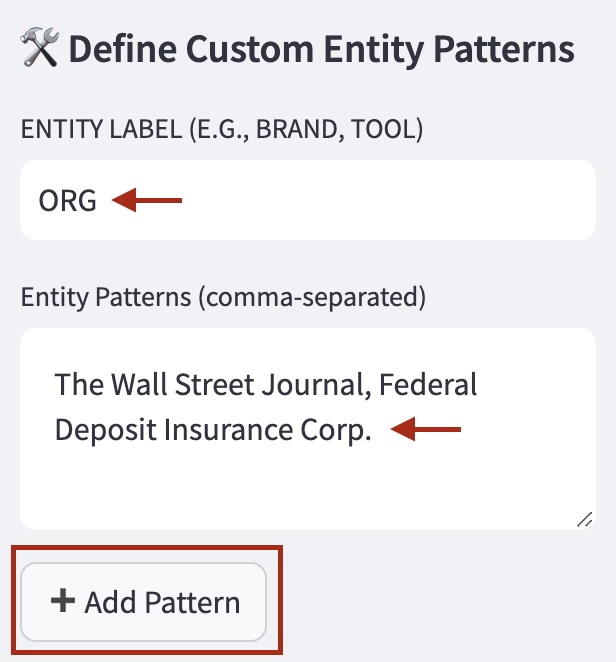 🛠️ Define Custom Entity Patterns
ENTITY LABEL (E.G., BRAND, TOOL)
ORG
Entity Patterns (comma-separated)
The Wall Street Journal, Federal
Deposit Insurance Corp.
➕ Add Pattern